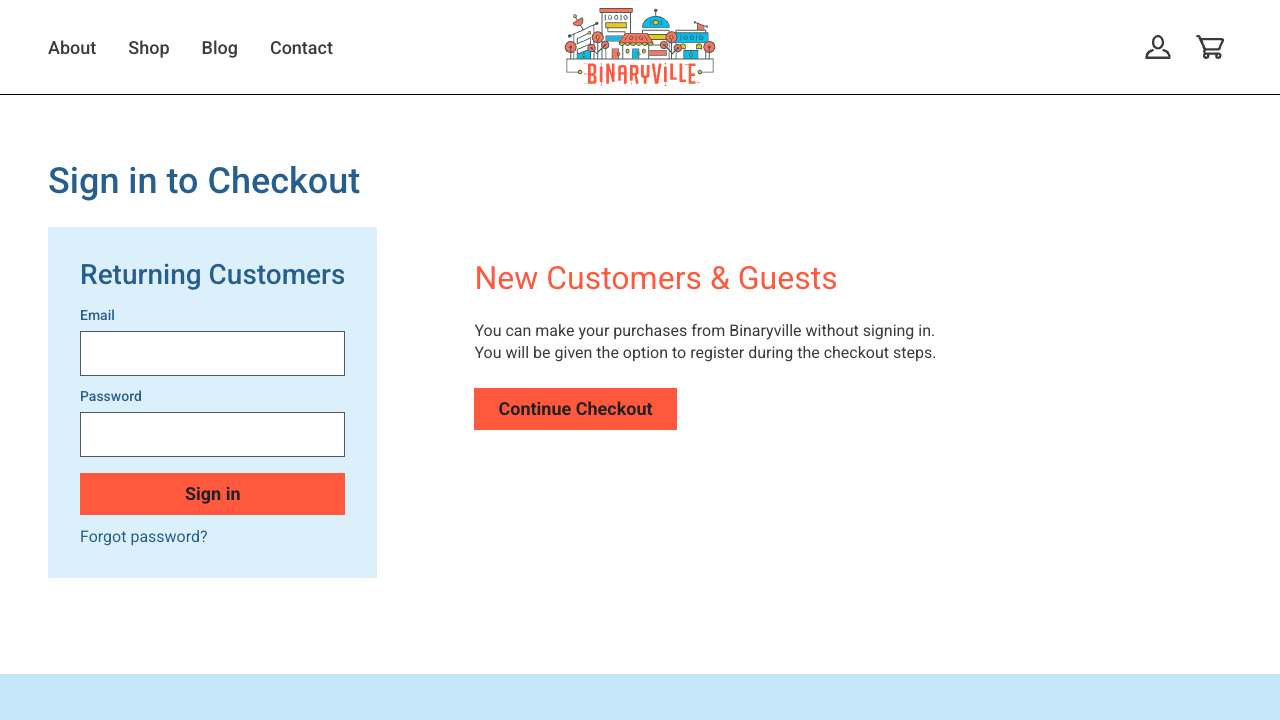 About Shop Blog Contact
BINARYVILLE
Sign in to Checkout
Returning Customers
Email
Password
Sign in
Forgot password?
New Customers & Guests
You can make your purchases from Binaryville without signing in.
You will be given the option to register during the checkout steps.
Continue Checkout